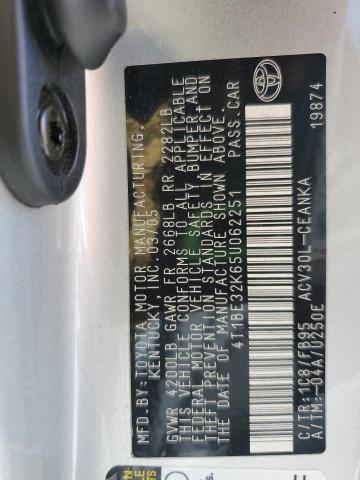 MFD.BY:TOYOTA MOTOR MANUFACTURING,
KENTUCKY, INC. 03/05
GVWR 4200LB GAWR FR 2668LB RR 2282LB
THIS VEHICLE CONFORMS TO ALL APPLICABLE
FEDERAL MOTOR VEHICLE SAFETY BUMPER, AND
THEFT PREVENTION STANDARDS IN EFFECT ON
THE DATE OF MANUFACTURE SHOWN ABOVE.
4T1BE32K65U062251 PASS.CAR
C/TR:1C8/FB95 ACV30L-CEANKA
A/TM:-04A/U250E 19874